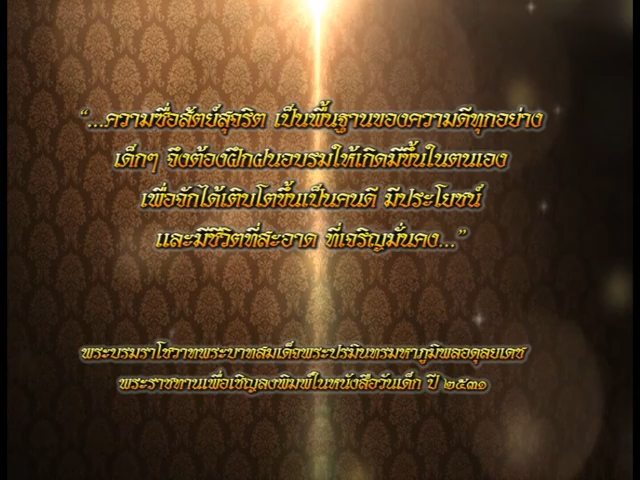 “...ความซื่อสัตย์สุจริต เป็นพื้นฐานของความดีทุกอย่าง
เด็กๆ จึงต้องฝึกฝนอบรมให้เกิดมีขึ้นในตนเอง
เพื่อจักได้เติบโตขึ้นเป็นคนดี มีประโยชน์
และมีชีวิตที่สะอาด ที่เจริญมั่นคง...”
พระบรมราโชวาทพระบาทสมเด็จพระปรมินทรมหาภูมิพลอดุลยเดช
พระราชทานเพื่อเชิญลงพิมพ์ในหนังสือวันเด็ก ปี ๒๕๓๑